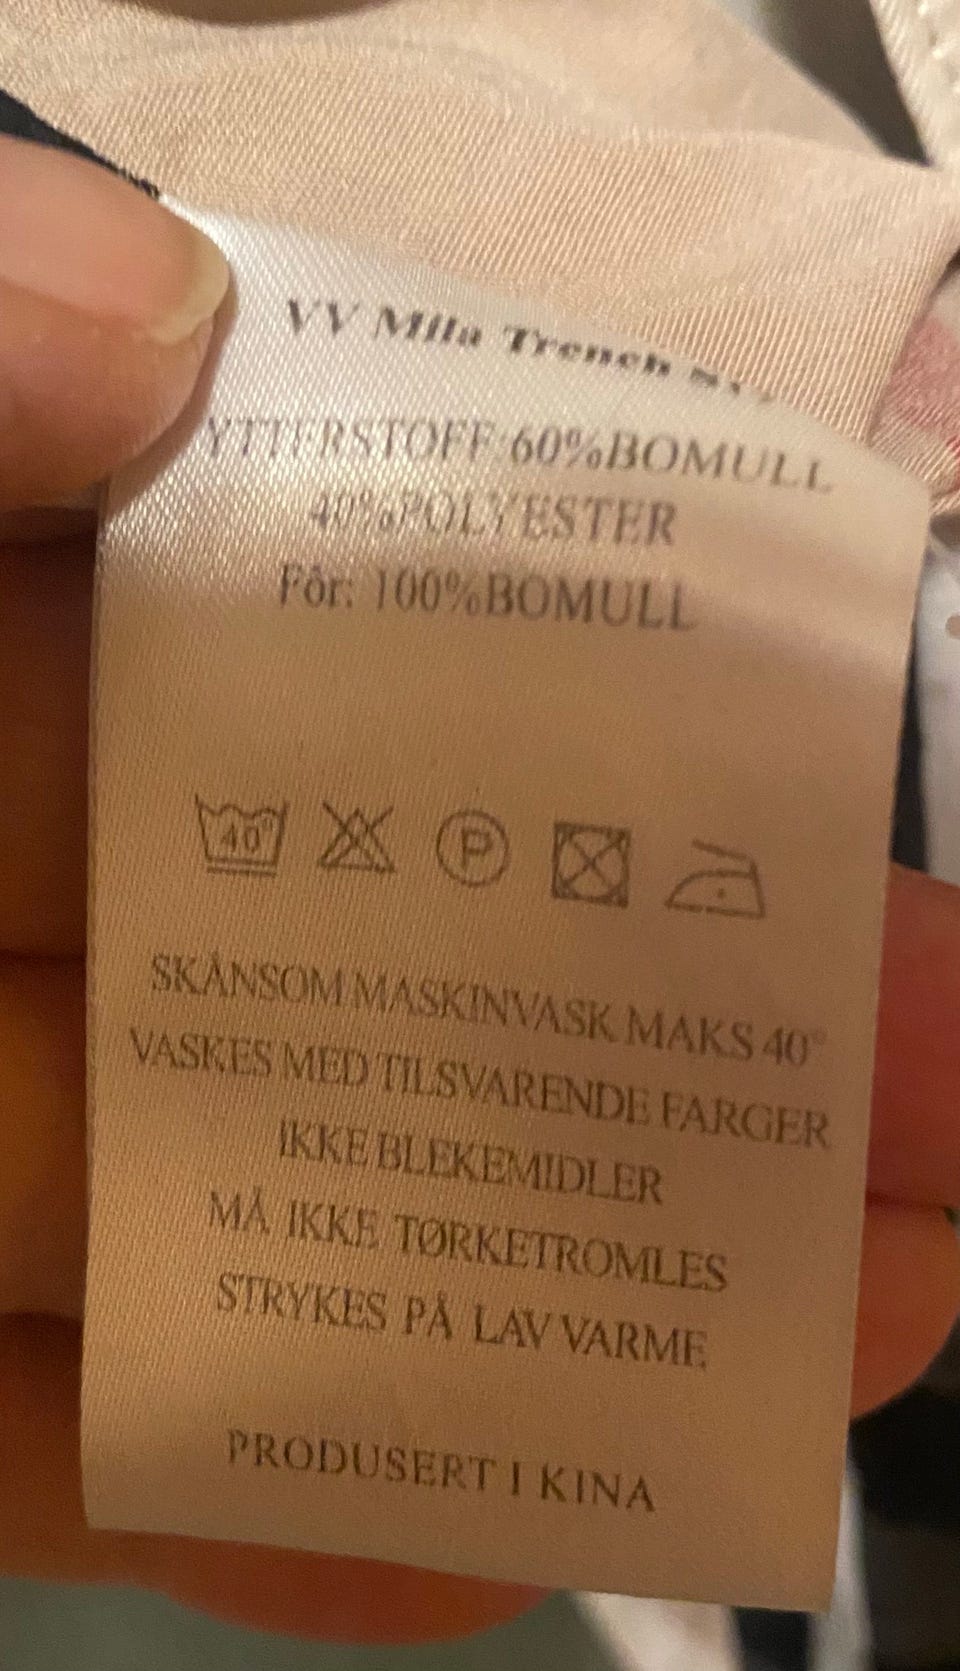 VV Mila Trench
YTTERSTOFF:60%BOMULL
40%POLYESTER
Fôr: 100%BOMULL
40° P
SKÅNSOM MASKINVASK MAKS 40°
VASKES MED TILSVARENDE FARGER
IKKE BLEKEMIDLER
MÅ IKKE TØRKETROMLES
STRYKES PÅ LAV VARME
PRODUSERT I KINA